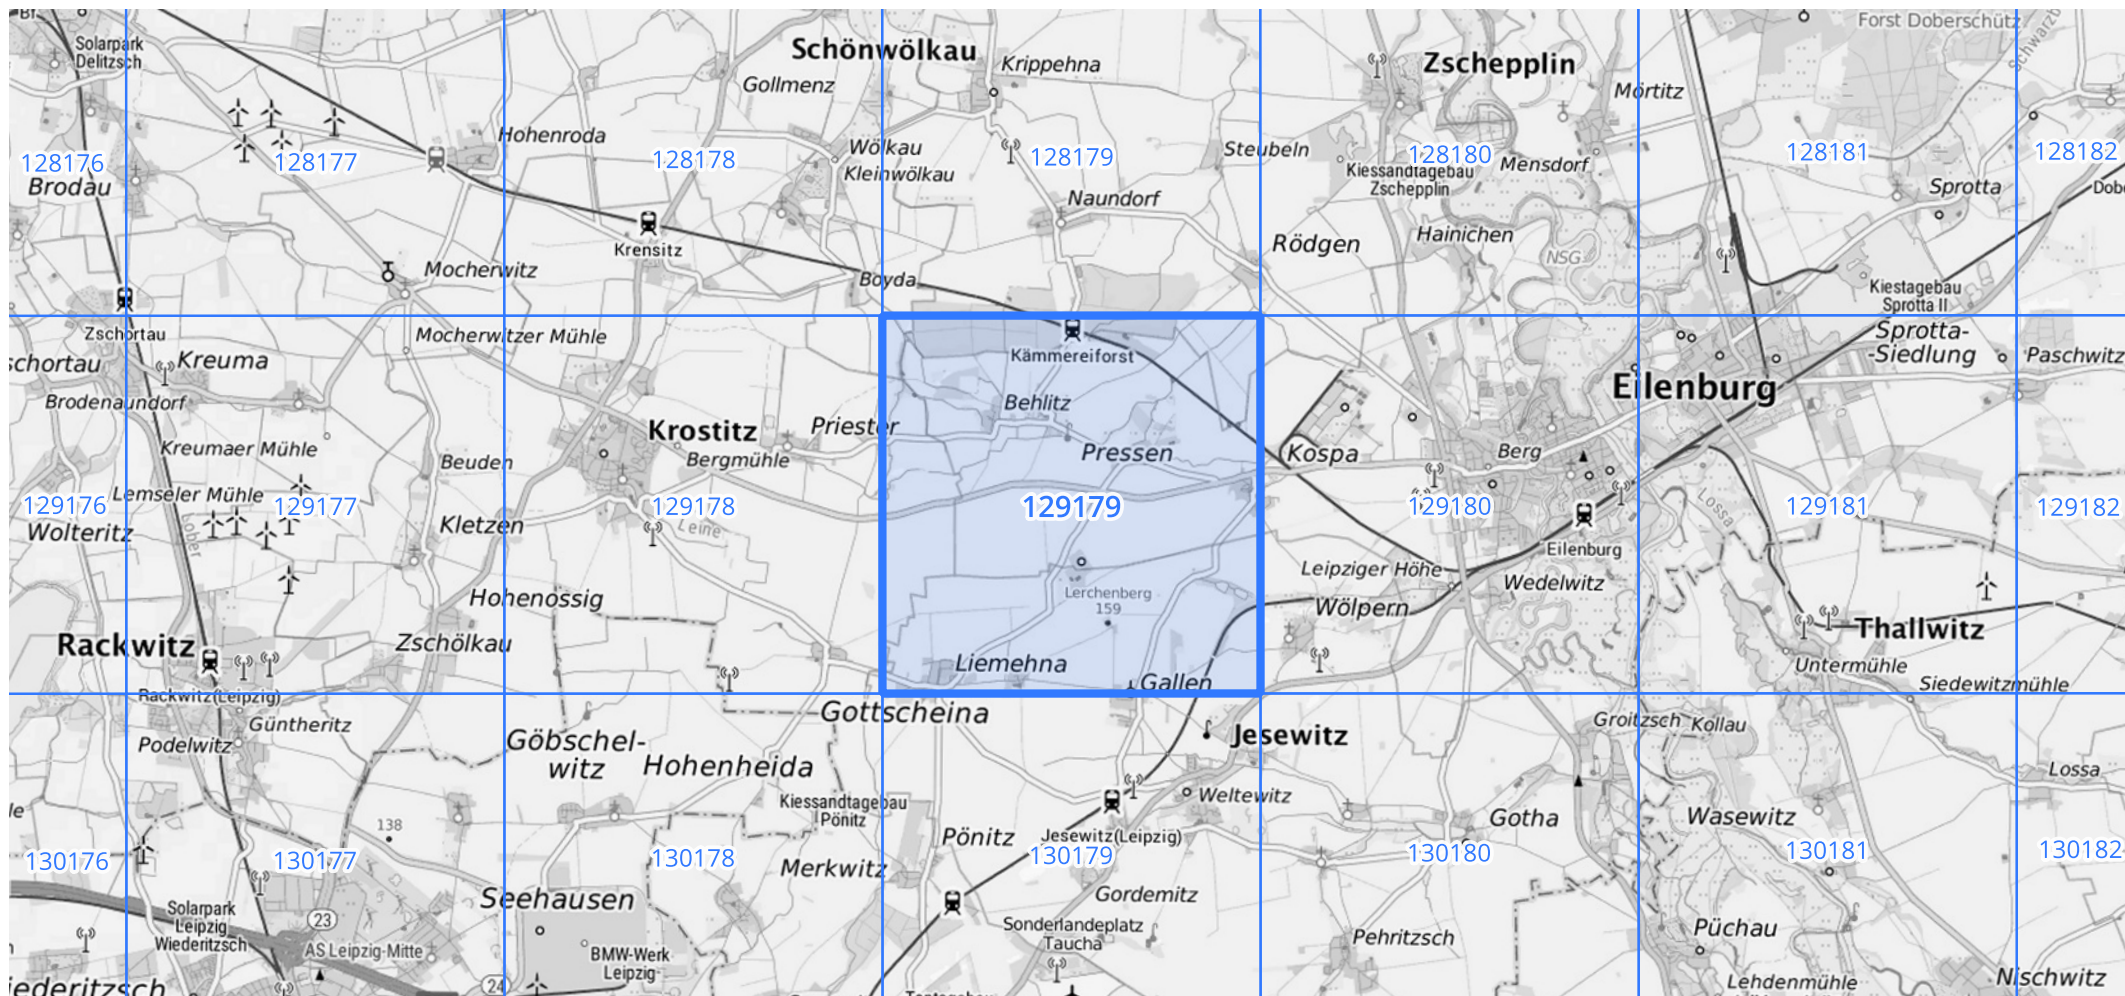 Solarpark
Delitzsch
Schönwölkau
Krippehna
Gollmenz
Zschepplin
Forst Doberschütz
Mörtitz
Hohenroda
Wölkau
Kleinwölkau
Steubeln
Kiessandtagebau
Zschepplin
Mensdorf
128176
128177
128178
128179
128180
128181
128182
Brodau
Naundorf
Sprotta
Rödgen
Hainichen
NSG
Krensitz
Mocherwitz
Boyda
Kiestagebau
Sprotta II
Zschortau
Mocherwitzer Mühle
Kämmereiforst
Sprotta-
-Siedlung
Paschwitz
schortau
Kreuma
Brodenaundorf
Behlitz
Eilenburg
Krostitz
Priester
Kreumaer Mühle
Beuden
Bergmühle
Pressen
Kospa
Berg
Lemseler Mühle
129176
129177
129178
129179
129180
129181
129182
Wolteritz
Lober
Kletzen
Leine
Lossa
Eilenburg
Leipziger Höhe
Wedelwitz
Hohenossig
Lerchenberg
159
Wölpern
Rackwitz
Zschölkau
Liemehna
Gallen
Thallwitz
Untermühle
Siedewitzmühle
Rackwitz(Leipzig)
Güntheritz
Podelwitz
Göbschel-
witz
Hohenheida
Gottscheina
Jesewitz
Groitzsch
Kollau
Lossa
Kiessandtagebau
Pönitz
Weltewitz
138
Pönitz
Jesewitz(Leipzig)
Gotha
Wasewitz
130176
130177
130178
130179
130180
130181
130182
Merkwitz
Gordemitz
Seehausen
Solarpark
Leipzig
Wiederitzsch
23
AS Leipzig-Mitte
BMW-Werk
Leipzig
24
Sonderlandeplatz
Taucha
Pehritzsch
Püchau
Lehdenmühle
Nischwitz
iederitzsch